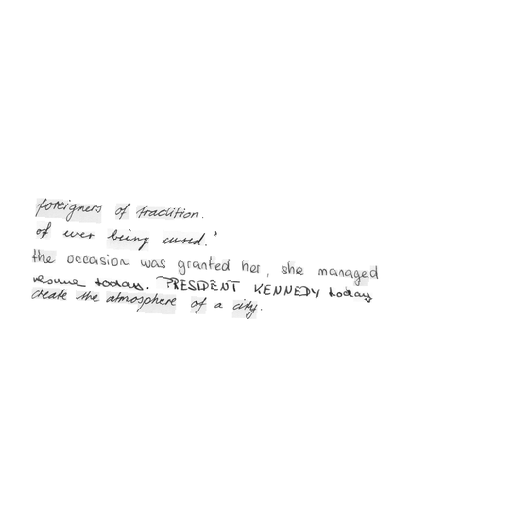 foreigners of tradition.
of ever being cured.'
the occasion was granted her, she managed
resume today. PRESIDENT KENNEDY today
create the atmosphere of a city.